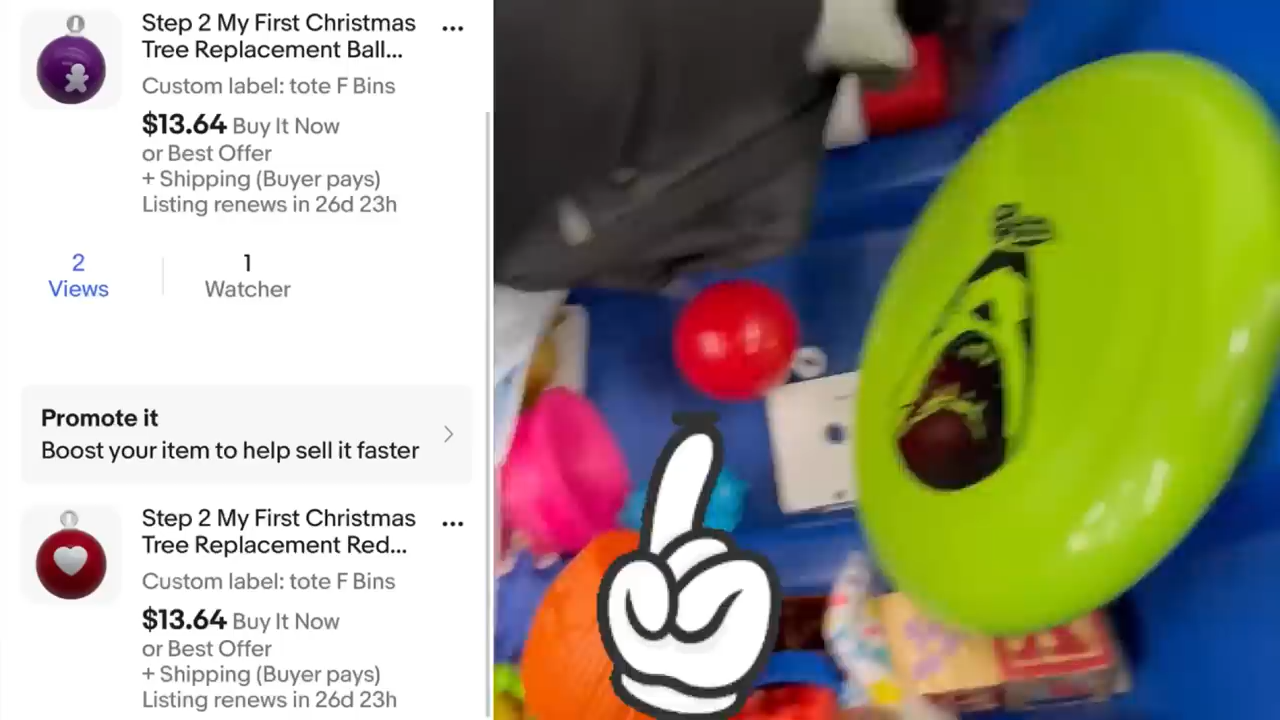 Step 2 My First Christmas
Tree Replacement Ball...
Custom label: tote F Bins
$13.64 Buy It Now
or Best Offer
+ Shipping (Buyer pays)
Listing renews in 26d 23h
2
Views
1
Watcher
Promote it
Boost your item to help sell it faster
Step 2 My First Christmas
Tree Replacement Red...
Custom label: tote F Bins
$13.64 Buy It Now
or Best Offer
+ Shipping (Buyer pays)
Listing renews in 26d 23h